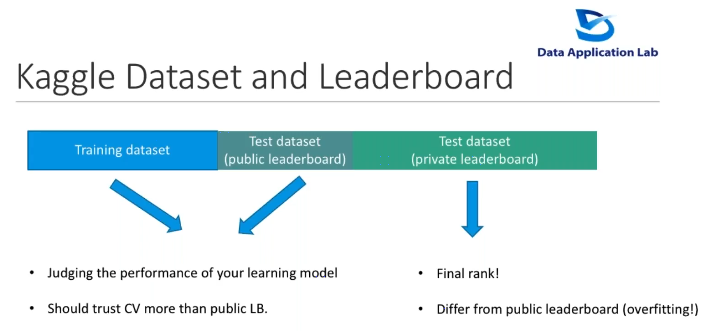 Data Application Lab
Kaggle Dataset and Leaderboard
Training dataset
Test dataset
(public leaderboard)
Test dataset
(private leaderboard)
• Judging the performance of your learning model
• Should trust CV more than public LB.
• Final rank!
• Differ from public leaderboard (overfitting!)